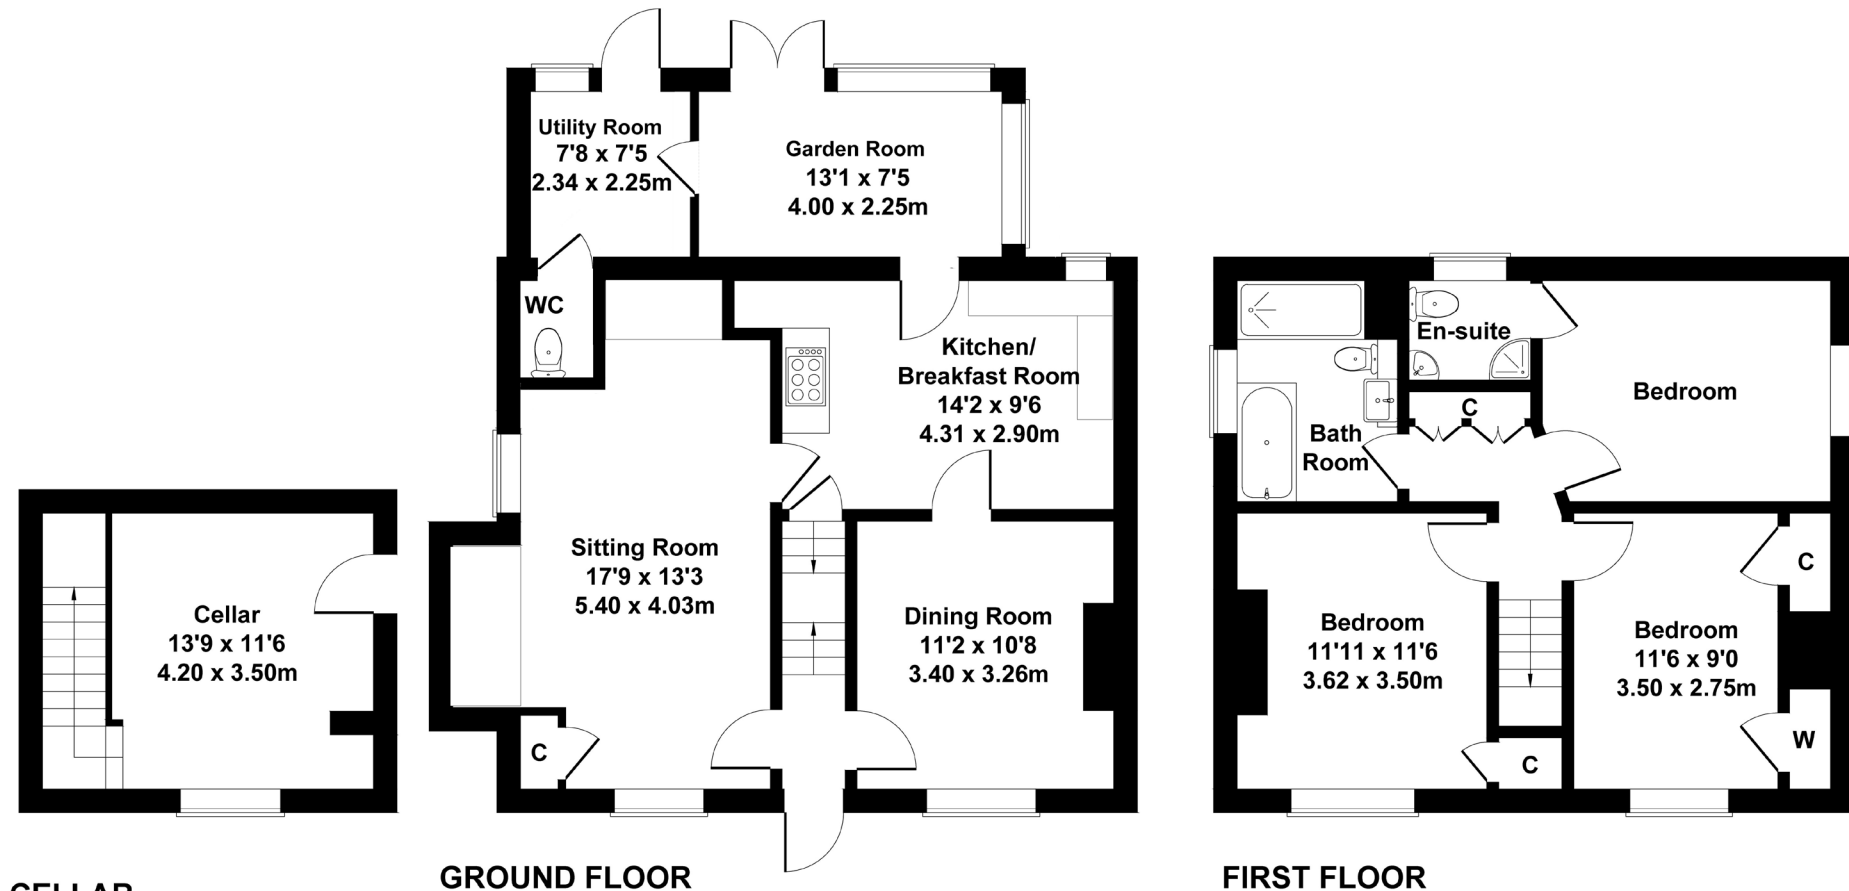 Utility Room
7'8 x 7'5
2.34 x 2.25m
Garden Room
13'1 x 7'5
4.00 x 2.25m
WC
Kitchen/
Breakfast Room
14'2 x 9'6
4.31 x 2.90m
Sitting Room
17'9 x 13'3
5.40 x 4.03m
Dining Room
11'2 x 10'8
3.40 x 3.26m
C
Cellar
13'9 x 11'6
4.20 x 3.50m
En-suite
Bedroom
C
Bath
Room
Bedroom
11'11 x 11'6
3.62 x 3.50m
Bedroom
11'6 x 9'0
3.50 x 2.75m
C
W
C
CELLAR
GROUND FLOOR
FIRST FLOOR